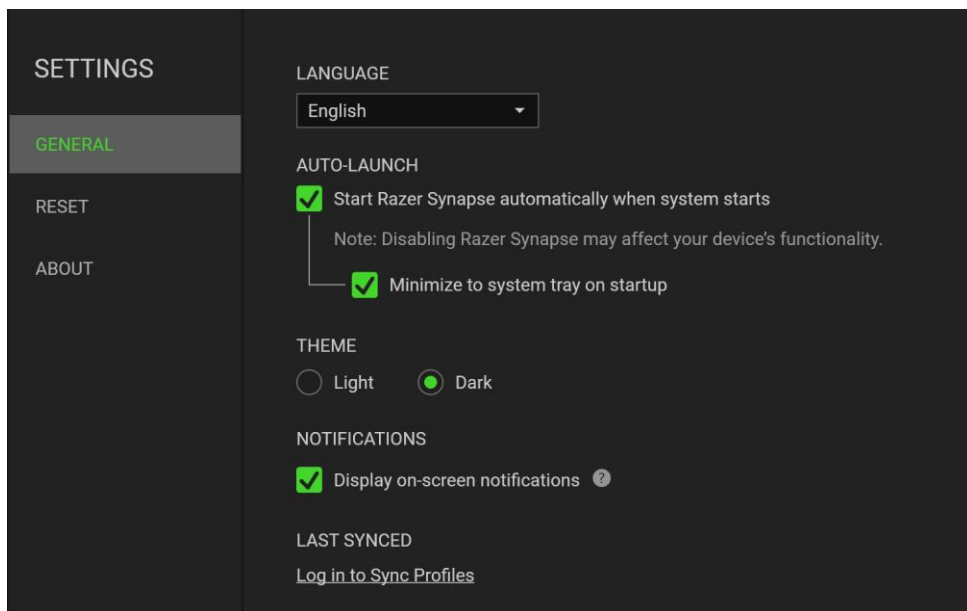 SETTINGS
GENERAL
RESET
ABOUT
LANGUAGE
English
AUTO-LAUNCH
Start Razer Synapse automatically when system starts
Note: Disabling Razer Synapse may affect your device’s functionality.
Minimize to system tray on startup
THEME
Light Dark
NOTIFICATIONS
Display on-screen notifications ?
LAST SYNCED
Log in to Sync Profiles